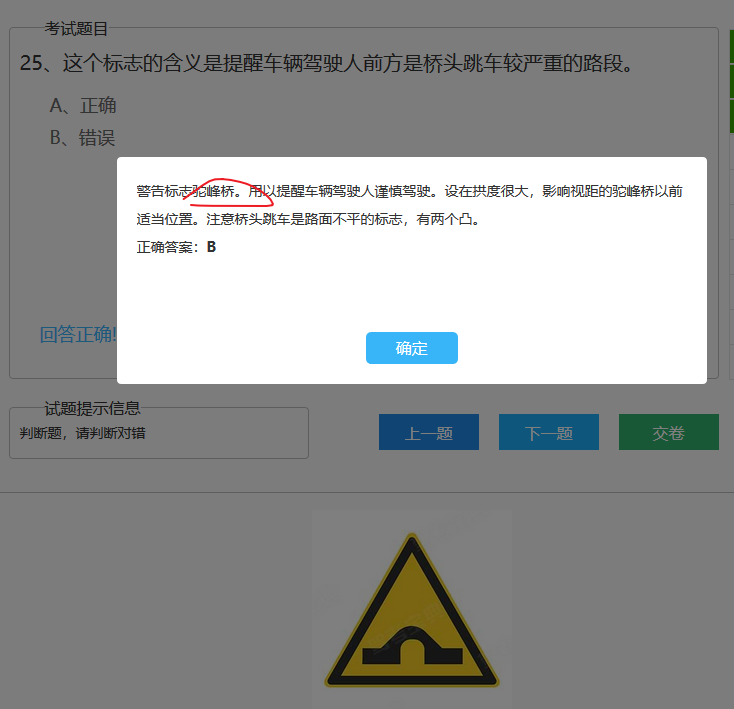 考试题目
25、这个标志的含义是提醒车辆驾驶人前方是桥头跳车较严重的路段。
A、正确
B、错误
警告标志驼峰桥。用以提醒车辆驾驶人谨慎驾驶。设在拱度很大，影响视距的驼峰桥以前
适当位置。注意桥头跳车是路面不平的标志，有两个凸。
正确答案：B
回答正确!
确定
试题提示信息
判断题，请判断对错
上一题
下一题
交卷